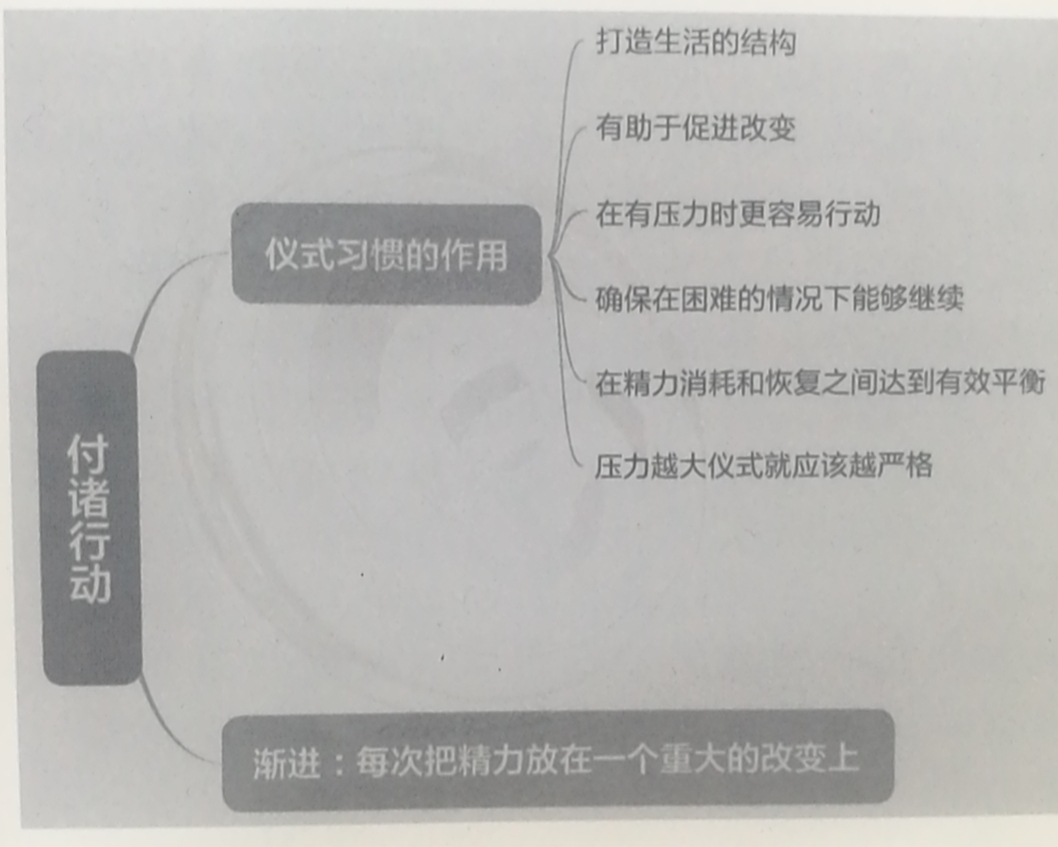 付诸行动
仪式习惯的作用
打造生活的结构
有助于促进改变
在有压力时更容易行动
确保在困难的情况下能够继续
在精力消耗和恢复之间达到有效平衡
压力越大仪式就应该越严格
渐进：每次把精力放在一个重大的改变上